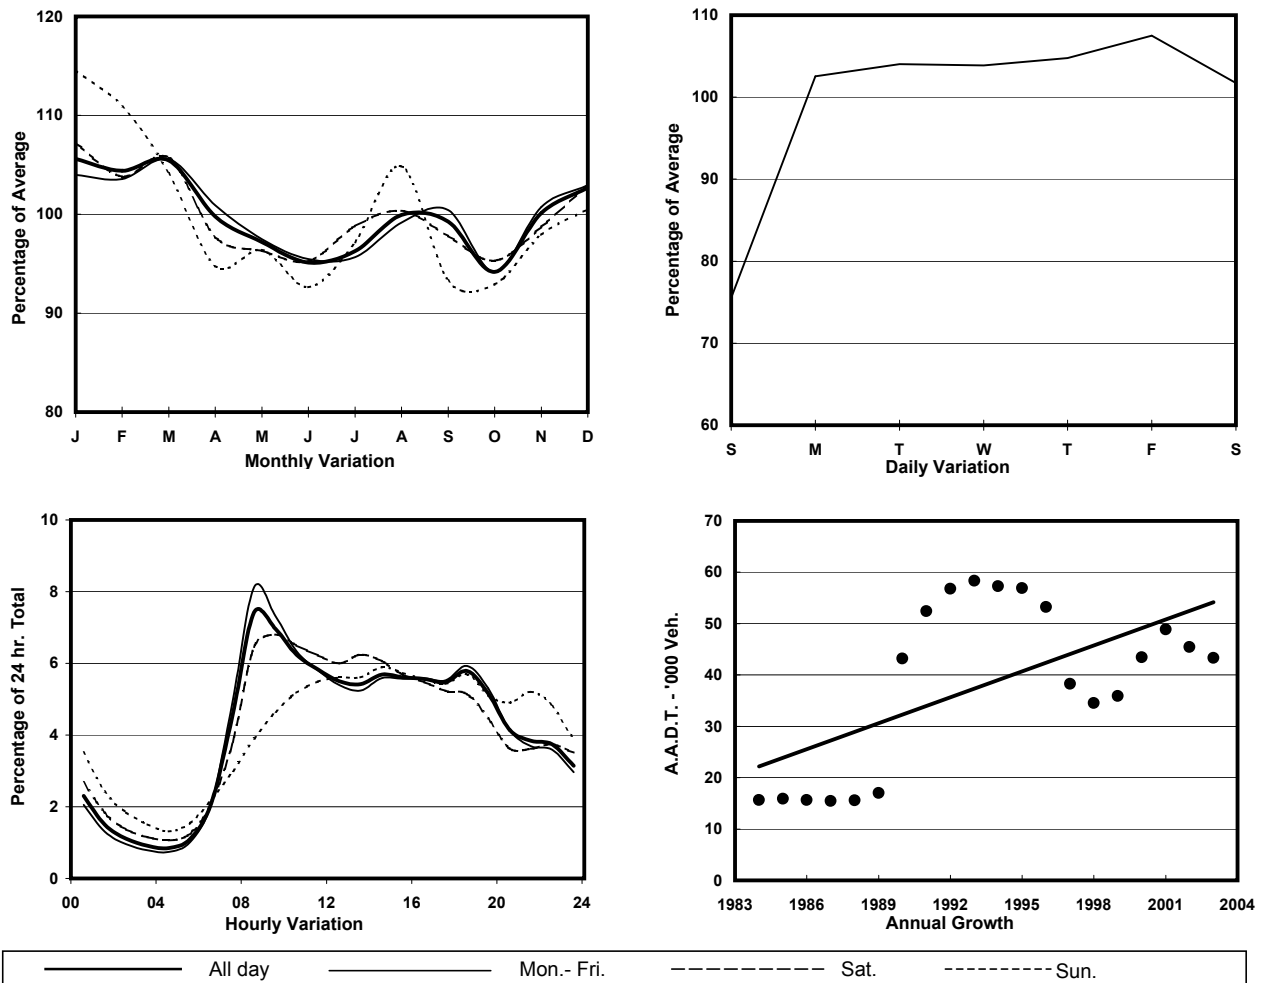 120
110
100
90
80
Percentage of Average
J F M A M J J A S O N D
Monthly Variation
110
100
90
80
70
60
Percentage of Average
S M T W T F S
Daily Variation
10
8
6
4
2
0
Percentage of 24 hr. Total
00 04 08 12 16 20 24
Hourly Variation
70
60
50
40
30
20
10
0
A.A.D.T. - '000 Veh.
1983 1986 1989 1992 1995 1998 2001 2004
Annual Growth
All day Mon.- Fri. Sat. Sun.